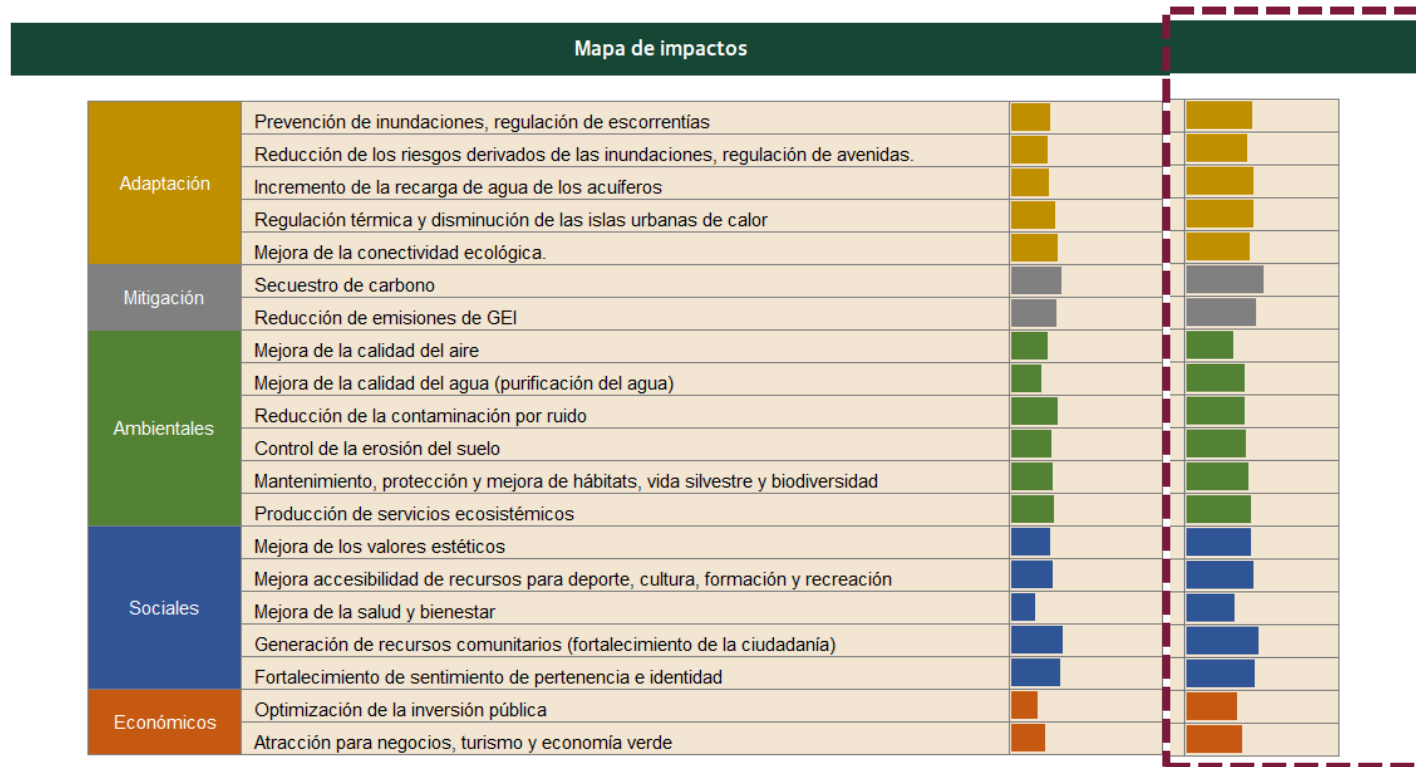 Mapa de impactos
Adaptación
Prevención de inundaciones, regulación de escorrentías
Reducción de los riesgos derivados de las inundaciones, regulación de avenidas.
Incremento de la recarga de agua de los acuíferos
Regulación térmica y disminución de las islas urbanas de calor
Mejora de la conectividad ecológica.
Mitigación
Secuestro de carbono
Reducción de emisiones de GEI
Ambientales
Mejora de la calidad del aire
Mejora de la calidad del agua (purificación del agua)
Reducción de la contaminación por ruido
Control de la erosión del suelo
Mantenimiento, protección y mejora de hábitats, vida silvestre y biodiversidad
Producción de servicios ecosistémicos
Sociales
Mejora de los valores estéticos
Mejora accesibilidad de recursos para deporte, cultura, formación y recreación
Mejora de la salud y bienestar
Generación de recursos comunitarios (fortalecimiento de la ciudadanía)
Fortalecimiento de sentimiento de pertenencia e identidad
Económicos
Optimización de la inversión pública
Atracción para negocios, turismo y economía verde